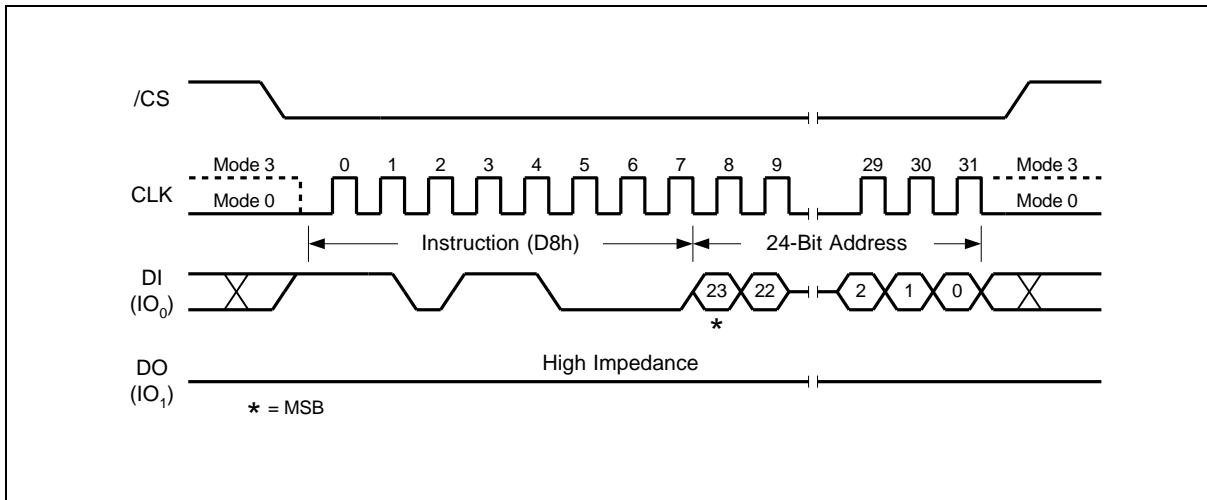 /CS
Mode 3 0 1 2 3 4 5 6 7 8 9 29 30 31 Mode 3
CLK
Mode 0 Mode 0
Instruction (D8h) 24-Bit Address
DI
(IO0) 23 22 2 1 0
*
High Impedance
DO
(IO1)
* = MSB